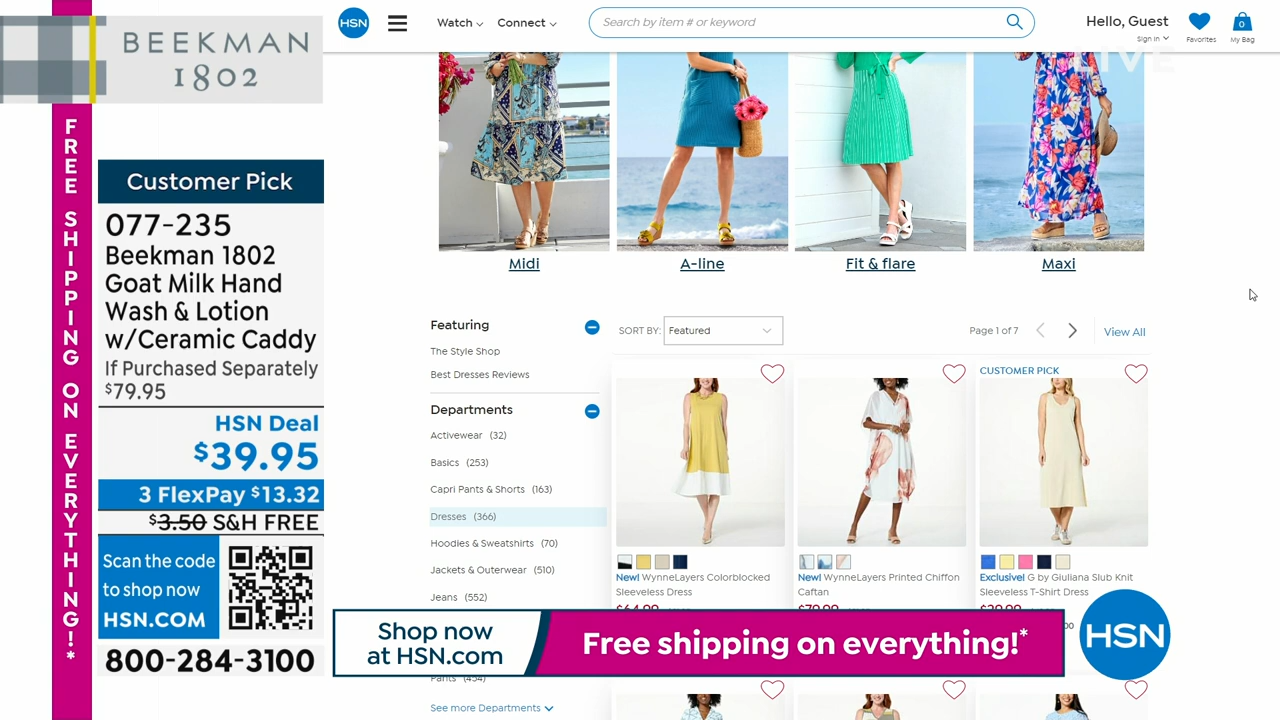 BEEKMAN
1802
FREE SHIPPING ON EVERYTHING!*
Customer Pick
077-235
Beekman 1802
Goat Milk Hand
Wash & Lotion
w/Ceramic Caddy
If Purchased Separately
$79.95
HSN Deal
$39.95
3 FlexPay $13.32
$3.50 S&H FREE
Scan the code
to shop now
HSN.COM
800-284-3100
HSN
Watch
Connect
Search by item # or keyword
Hello, Guest
Sign in
Favorites
0
My Bag
LIVE
Midi
A-line
Fit & flare
Maxi
Featuring
The Style Shop
Best Dresses Reviews
Departments
Activewear (32)
Basics (253)
Capri Pants & Shorts (163)
Dresses (366)
Hoodies & Sweatshirts (70)
Jackets & Outerwear (510)
Jeans (552)
Pants (454)
See more Departments
SORT BY: Featured
Page 1 of 7
View All
New! WynneLayers Colorblocked
Sleeveless Dress
New! WynneLayers Printed Chiffon
Caftan
CUSTOMER PICK
Exclusive! G by Giuliana Slub Knit
Sleeveless T-Shirt Dress
Shop now
at HSN.com
Free shipping on everything!*
HSN